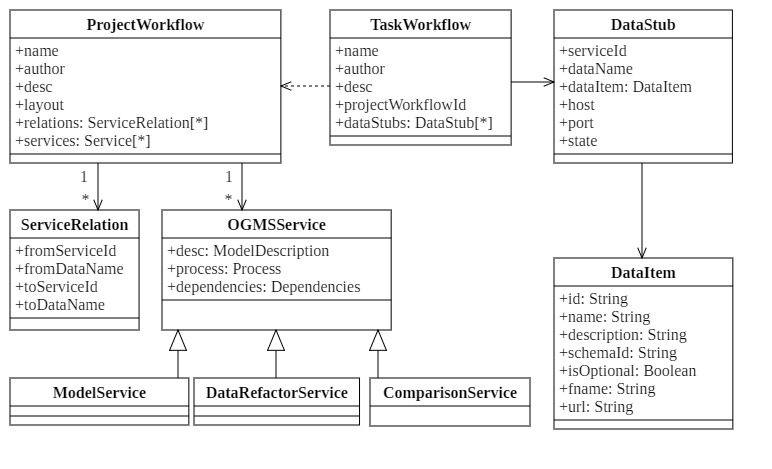 ProjectWorkflow
+name
+author
+desc
+layout
+relations: ServiceRelation[*]
+services: Service[*]
TaskWorkflow
+name
+author
+desc
+projectWorkflowId
+dataStubs: DataStub[*]
DataStub
+serviceId
+dataName
+dataItem: DataItem
+host
+port
+state
1
*
1
*
ServiceRelation
+fromServiceId
+fromDataName
+toServiceId
+toDataName
OGMSService
+desc: ModelDescription
+process: Process
+dependencies: Dependencies
DataItem
+id: String
+name: String
+description: String
+schemaId: String
+isOptional: Boolean
+fname: String
+url: String
ModelService
DataRefactorService
ComparisonService